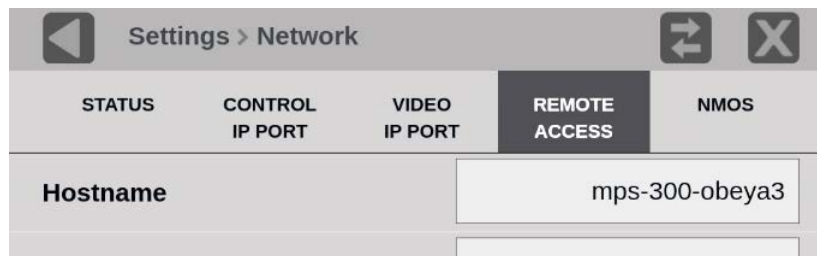 Settings > Network
STATUS
CONTROL
IP PORT
VIDEO
IP PORT
REMOTE
ACCESS
NMOS
Hostname
mps-300-obeya3